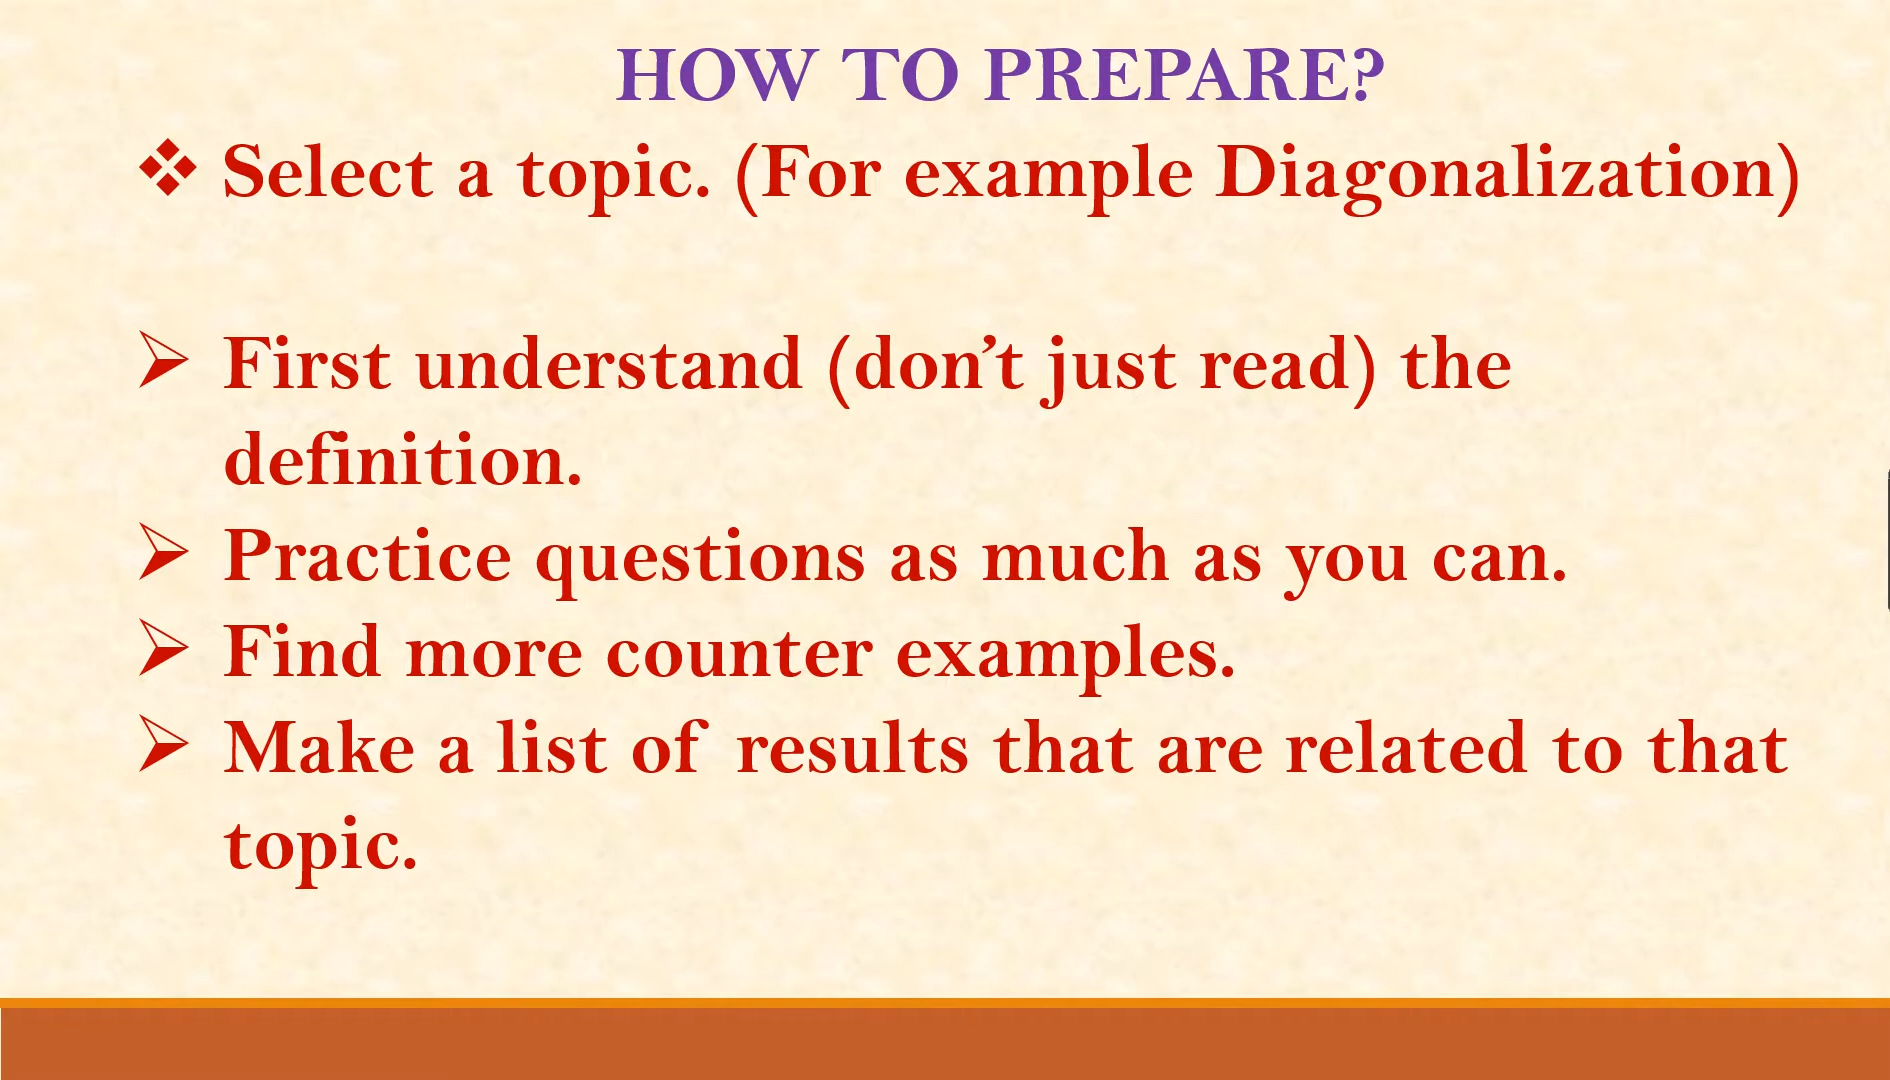 HOW TO PREPARE?
❖ Select a topic. (For example Diagonalization)
➢ First understand (don’t just read) the
definition.
➢ Practice questions as much as you can.
➢ Find more counter examples.
➢ Make a list of results that are related to that
topic.